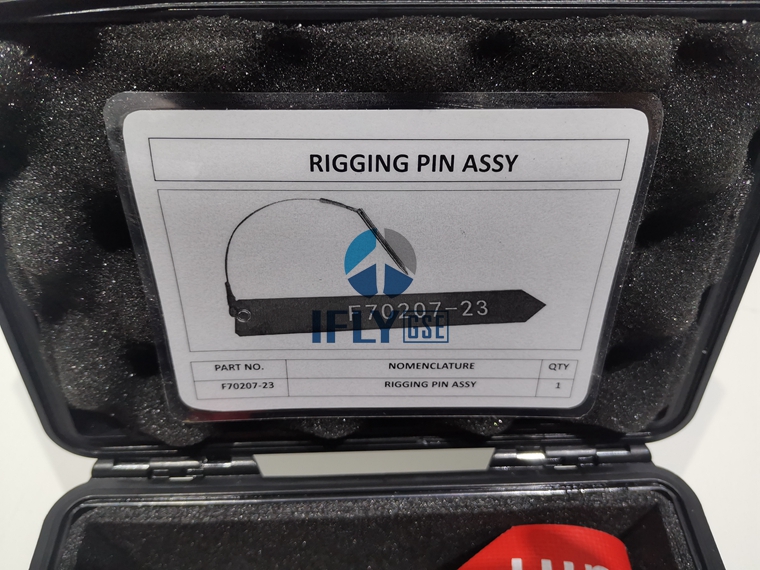 RIGGING PIN ASSY
F70207-23
IFLY GSE
PART NO. NOMENCLATURE QTY
F70207-23 RIGGING PIN ASSY 1